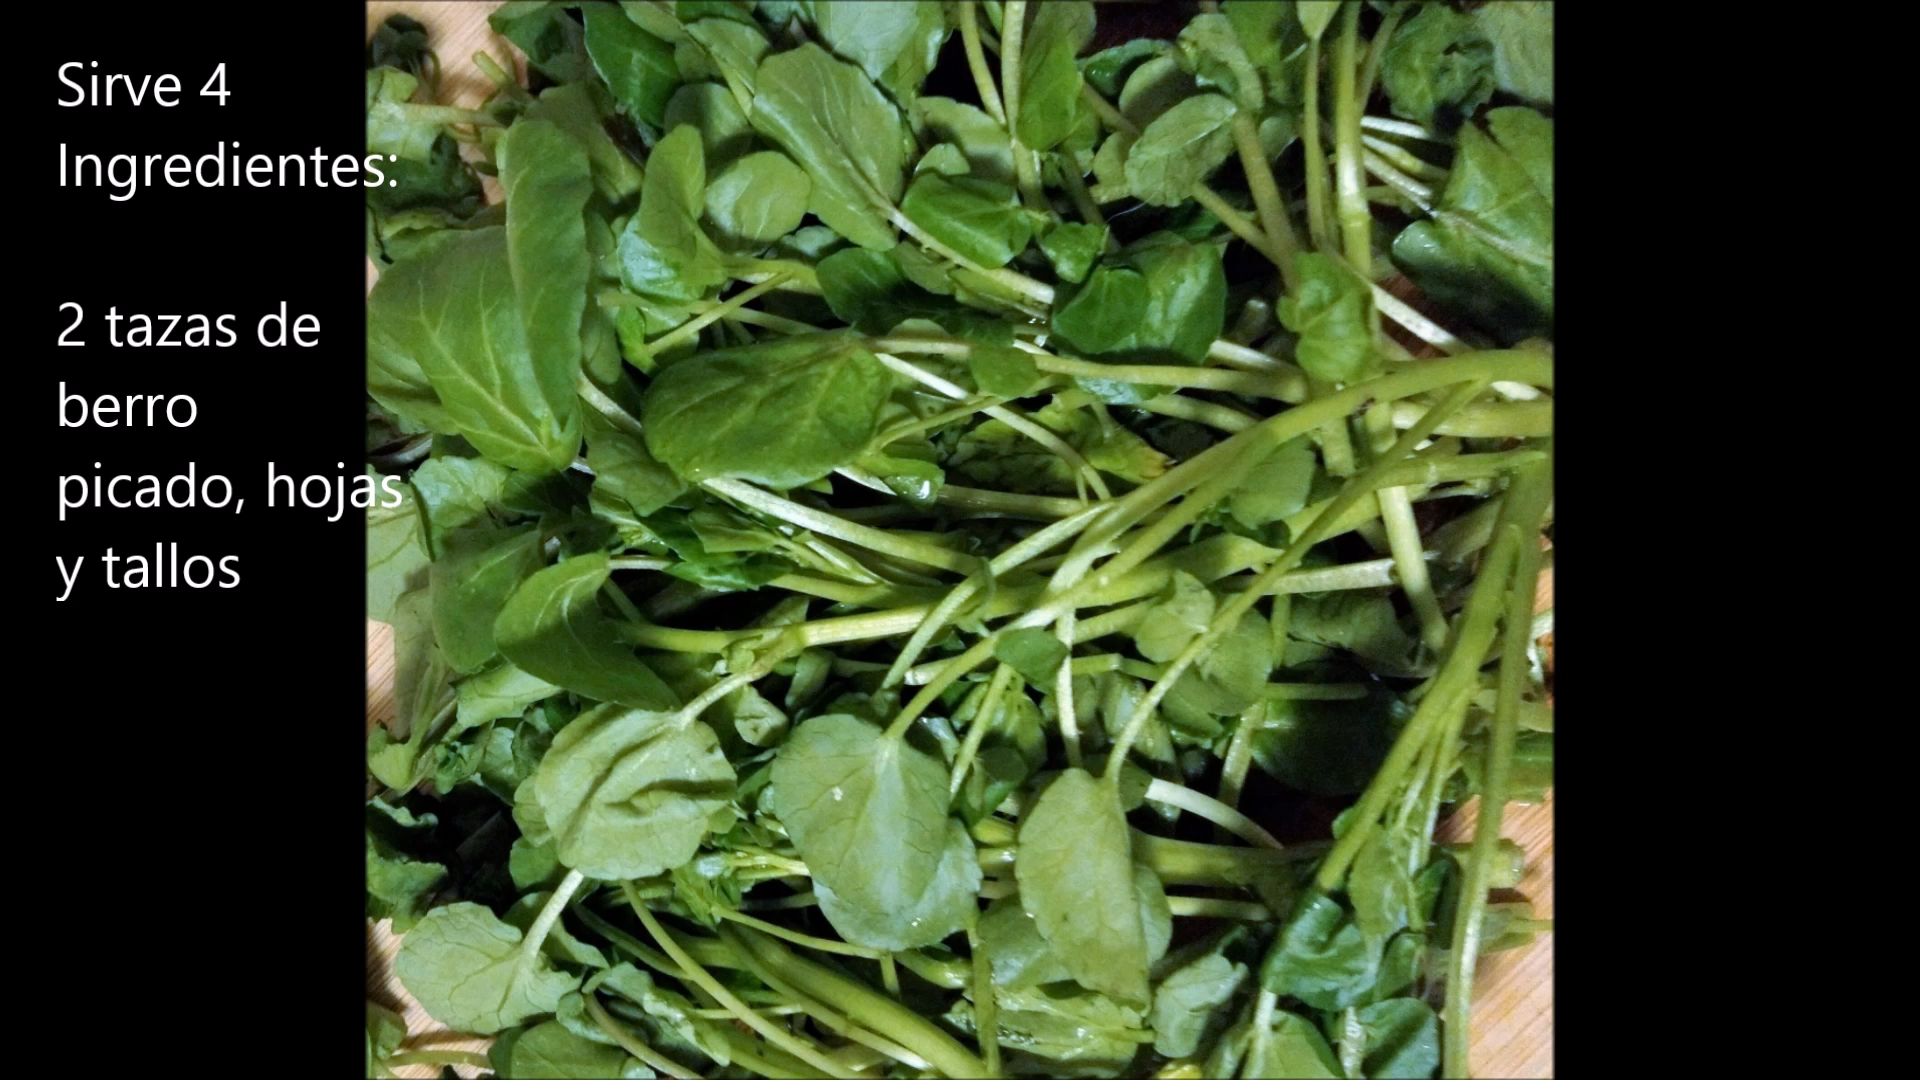 Sirve 4
Ingredientes:
2 tazas de
berro
picado, hojas
y tallos